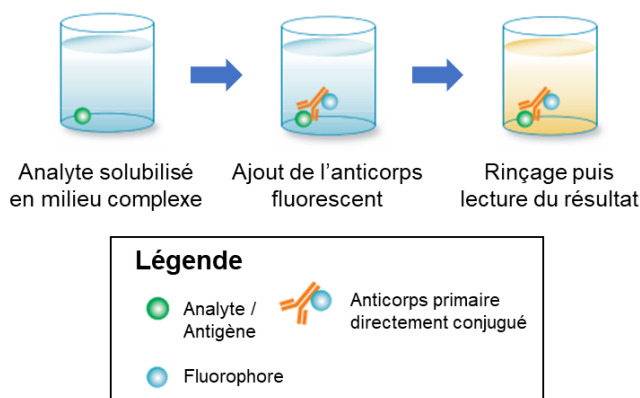 Analyte solubilisé
en milieu complexe
Ajout de l'anticorps
fluorescent
Rinçage puis
lecture du résultat
Légende
Analyte /
Antigène
Anticorps primaire
directement conjugué
Fluorophore